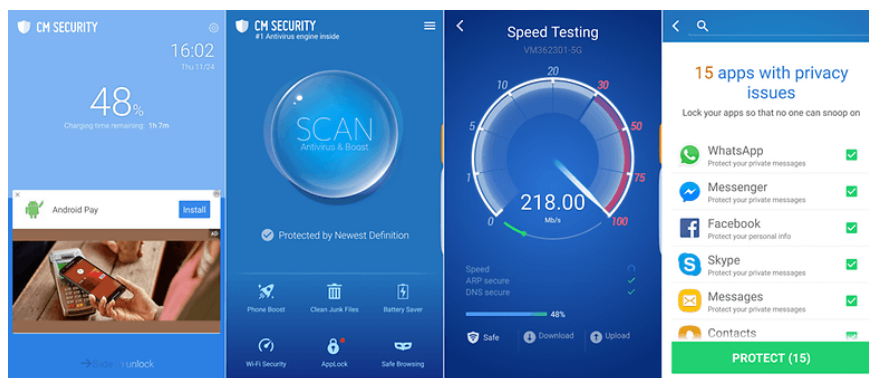 CM SECURITY
16:02
Thu 11/24
48%
Charging time remaining: 1h 7m
Android Pay
Install
AD
unlock
CM SECURITY
#1 Antivirus engine inside
SCAN
Antivirus & Boost
Protected by Newest Definition
Phone Boost
Clean Junk Files
Battery Saver
Wi-Fi Security
AppLock
Safe Browsing
Speed Testing
VM362301-5G
0
1
5
10
20
30
50
75
100
218.00
Mb/s
Speed
ARP secure
DNS secure
48%
Safe
Download
Upload
15 apps with privacy
issues
Lock your apps so that no one can snoop on
WhatsApp
Protect your private messages
Messenger
Protect your private messages
Facebook
Protect your personal info
Skype
Protect your private messages
Messages
Protect your private messages
Contacts
PROTECT (15)